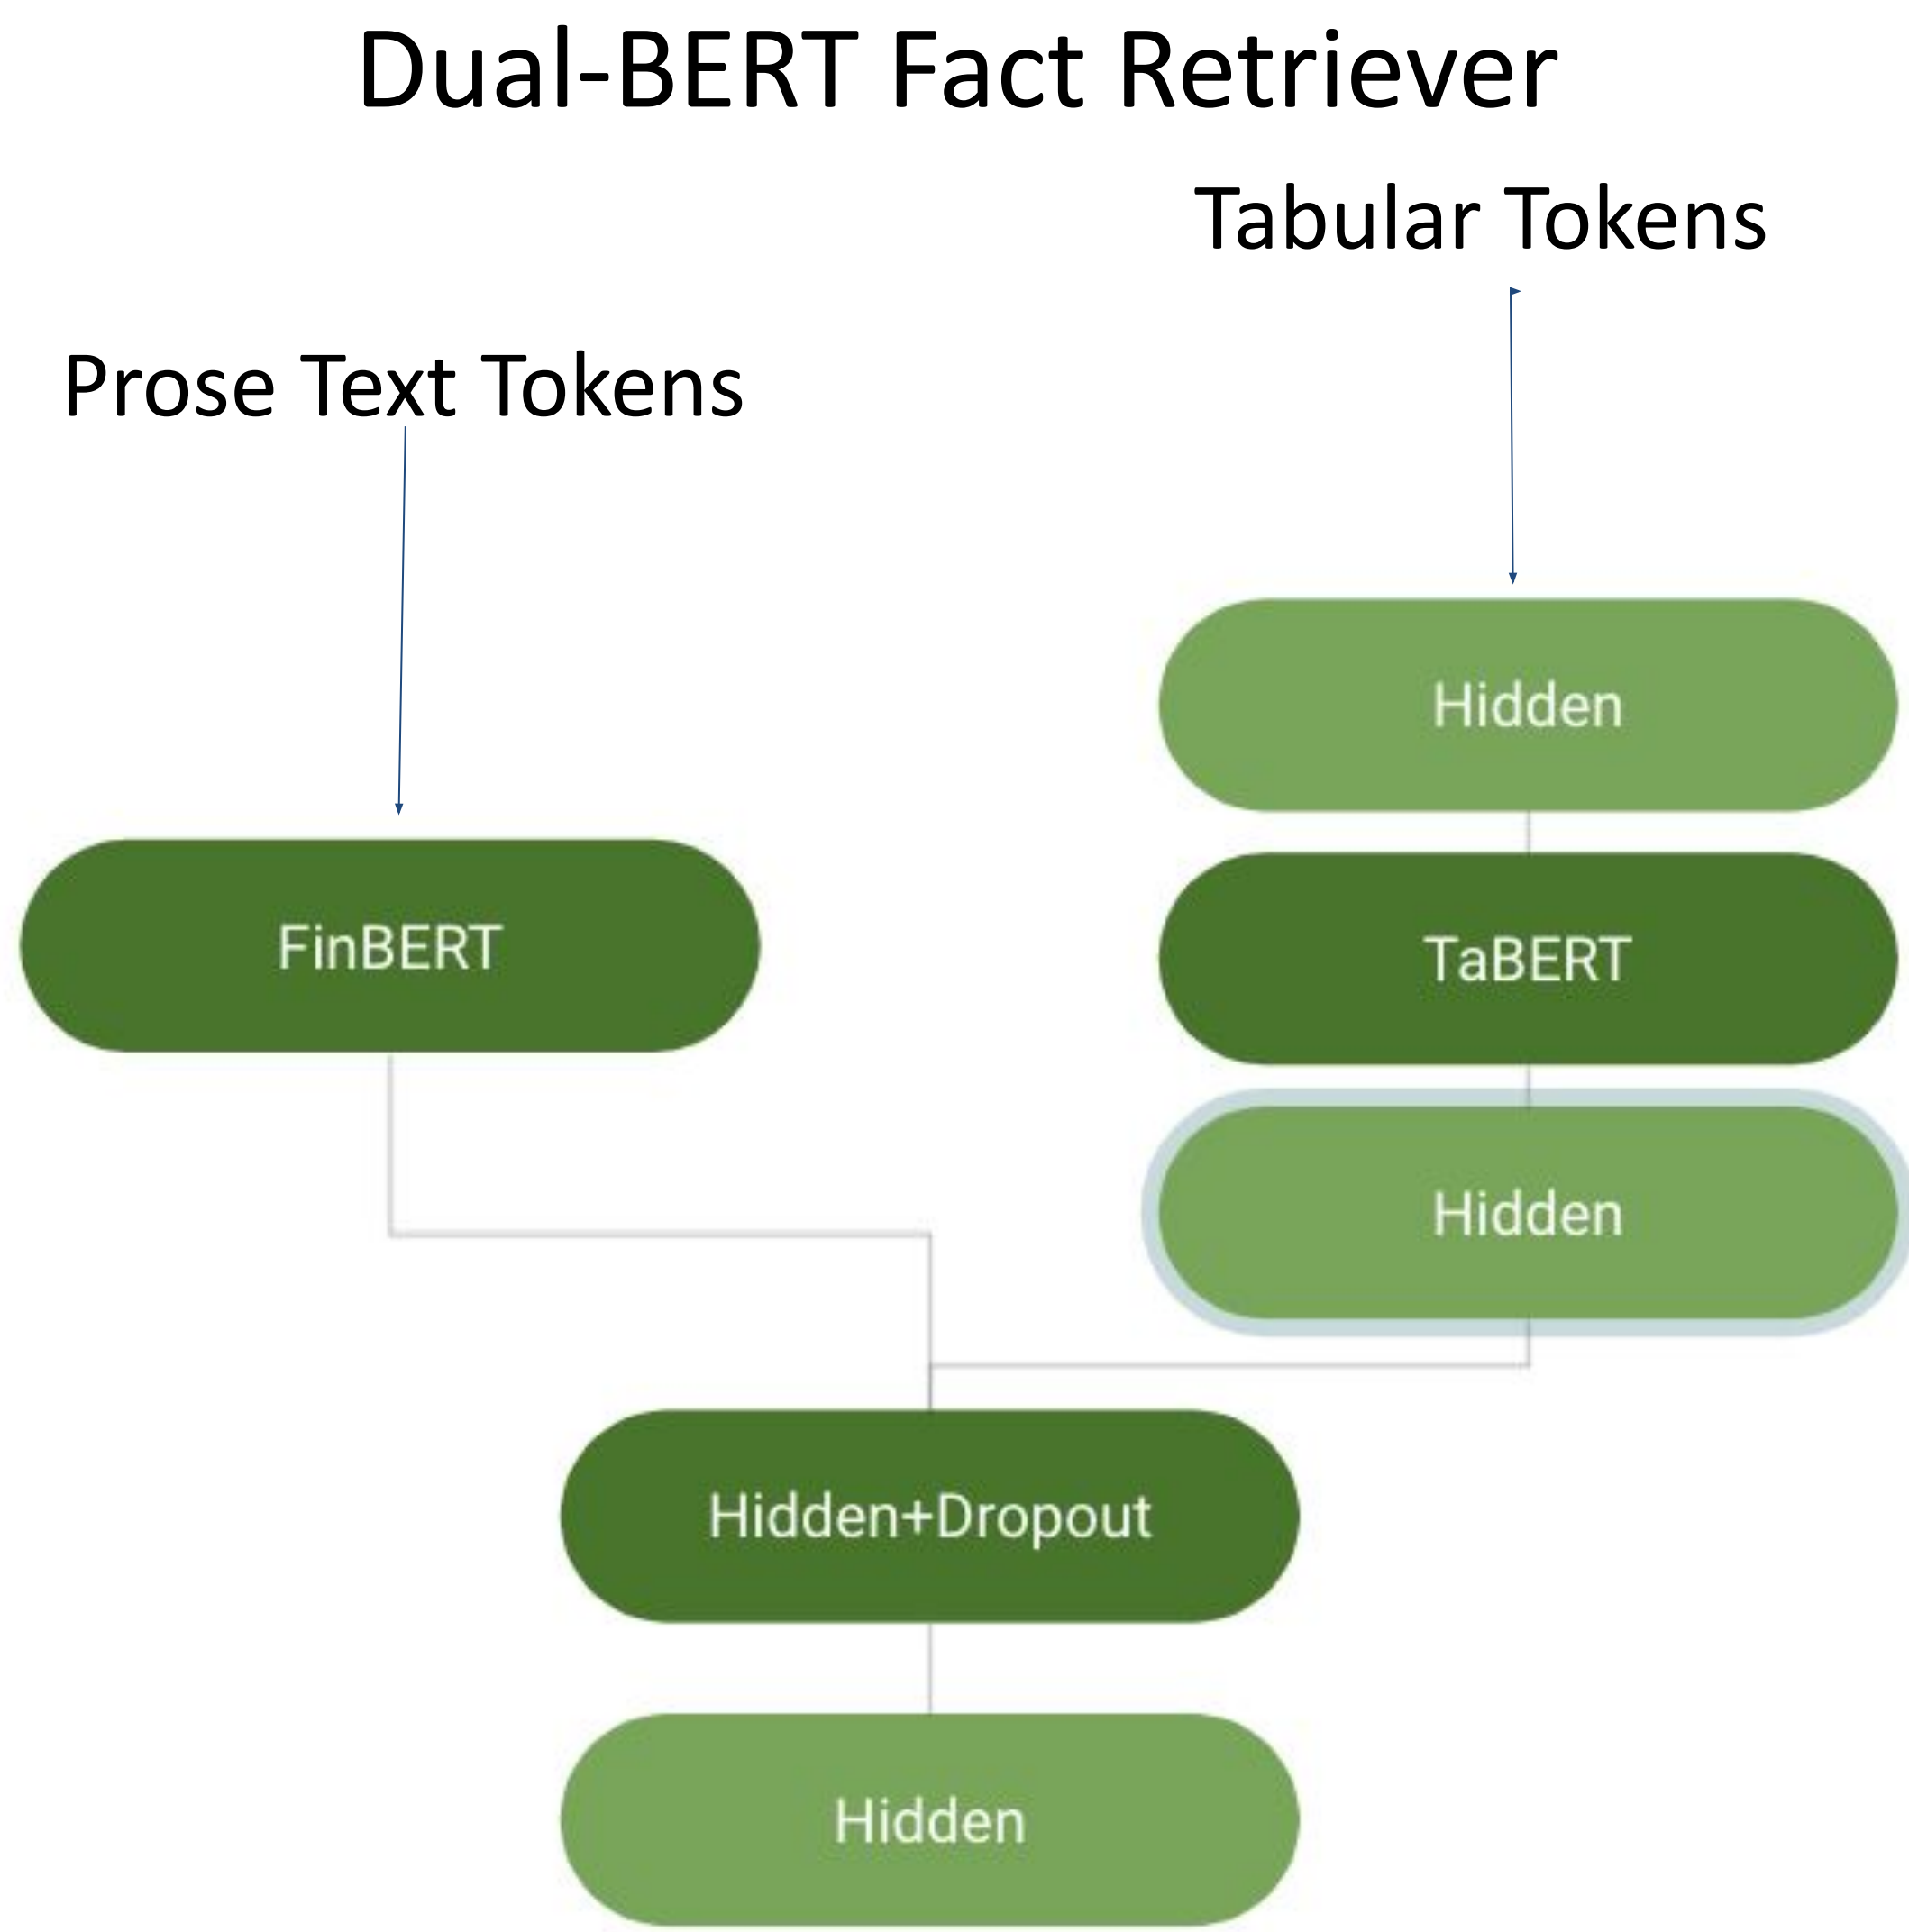 Dual-BERT Fact Retriever
Tabular Tokens
Prose Text Tokens
Hidden
FinBERT
TaBERT
Hidden
Hidden+Dropout
Hidden